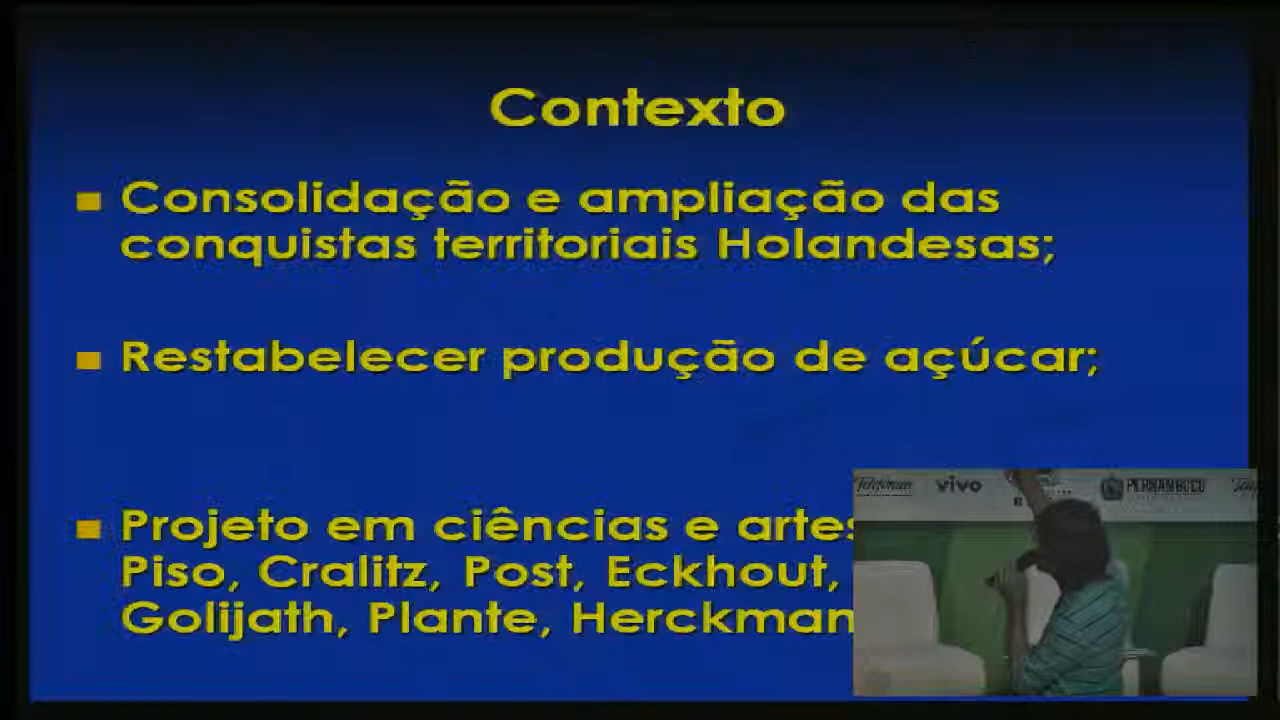 Contexto
Consolidação e ampliação das
conquistas territoriais Holandesas;
Restabelecer produção de açúcar;
Projeto em ciências e artes
Piso, Cralitz, Post, Eckhout,
Golijath, Plante, Herckman
Telefonica vivo PERNAMBUCO